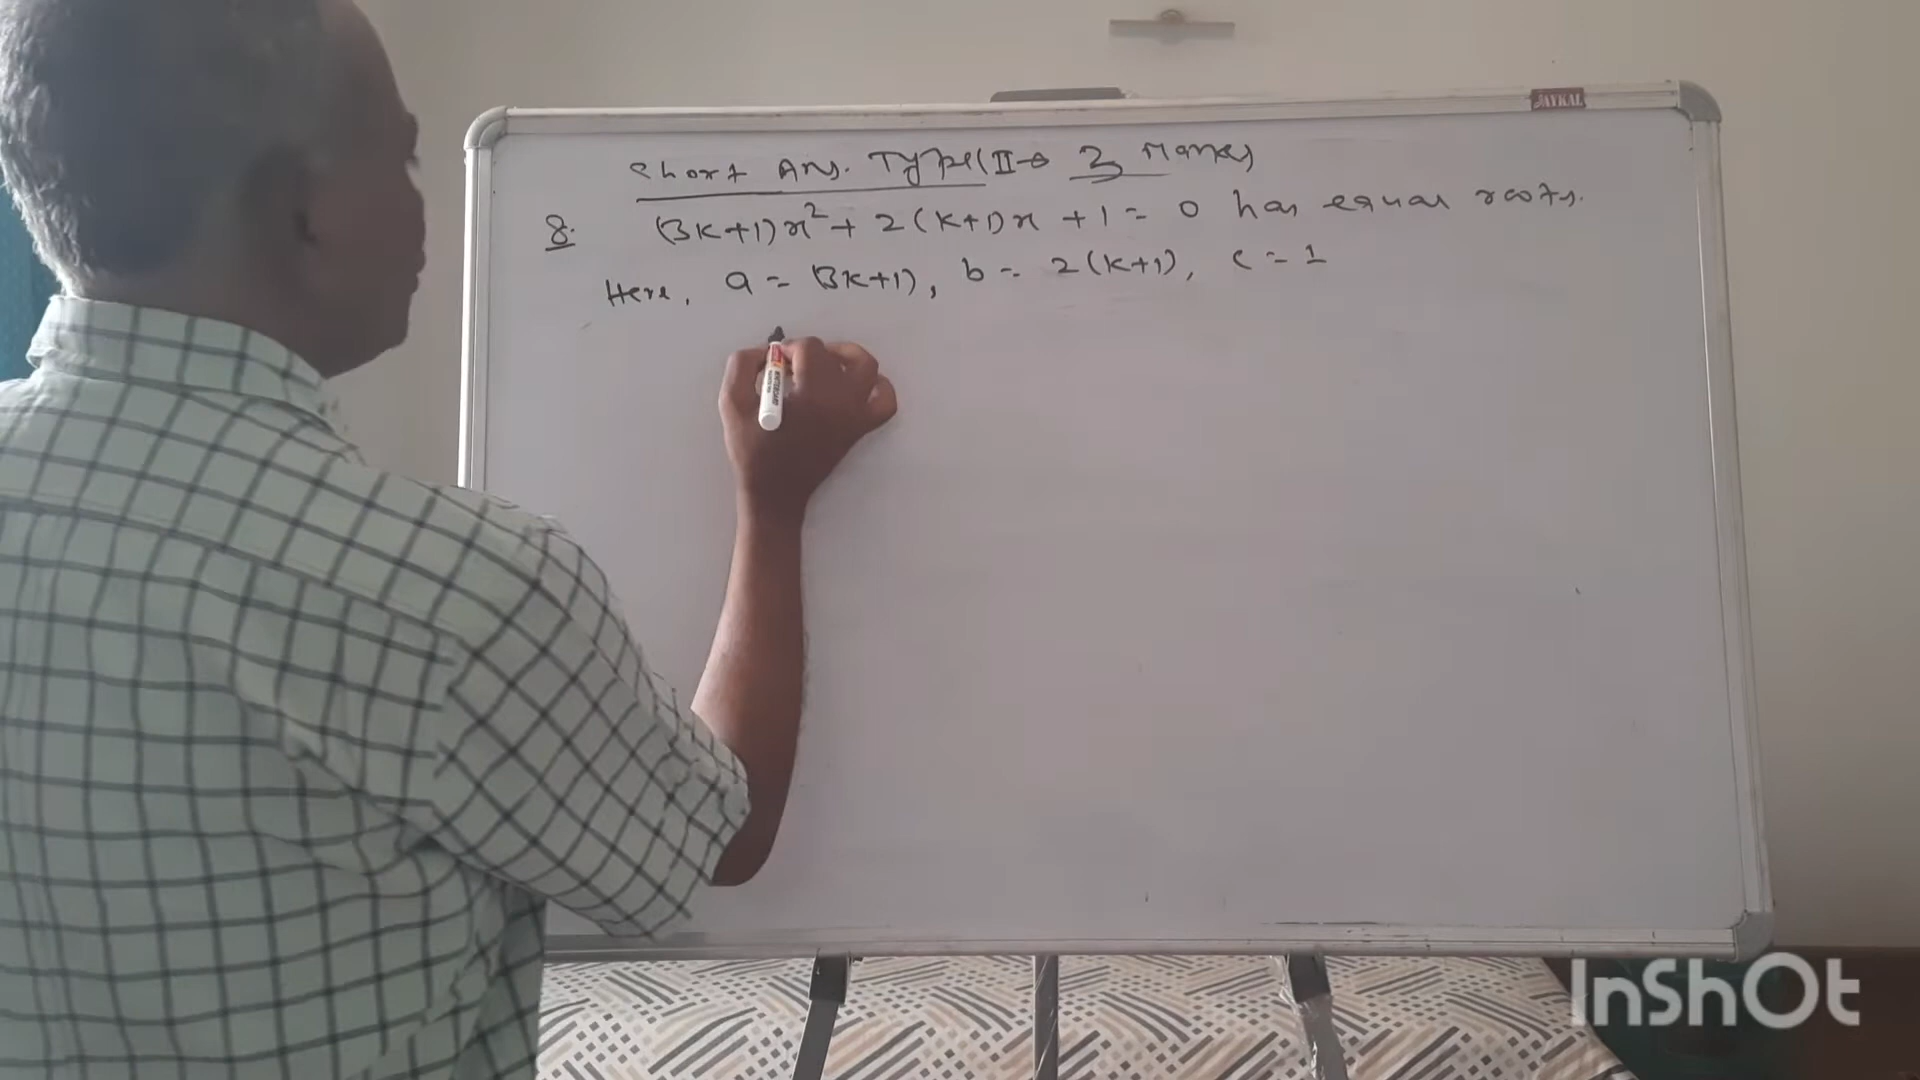 JAYKAL
Short Ans. Type(II→ 3 Marks)
8. (3k+1)x²+ 2(k+1)x +1= 0 has equal roots.
Here, a = (3k+1), b = 2(k+1), c = 1
InShOt